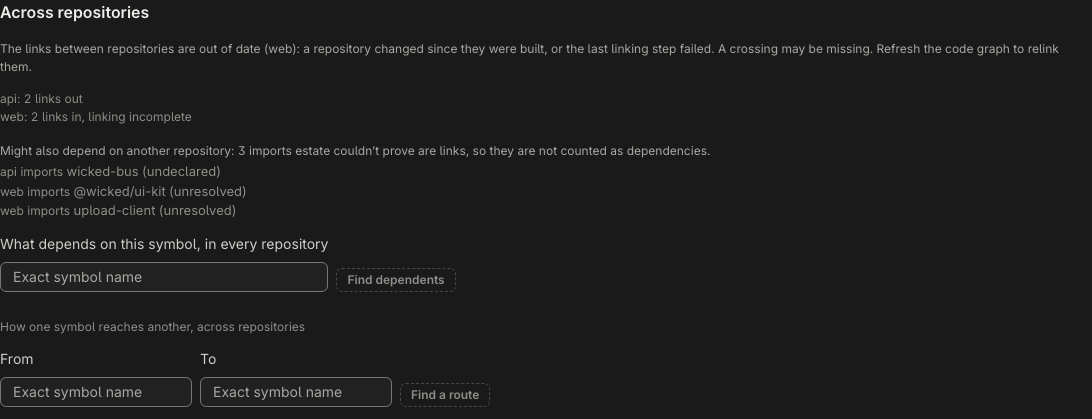 Across repositories
The links between repositories are out of date (web): a repository changed since they were built, or the last linking step failed. A crossing may be missing. Refresh the code graph to relink
them.
api: 2 links out
web: 2 links in, linking incomplete
Might also depend on another repository: 3 imports estate couldn’t prove are links, so they are not counted as dependencies.
api imports wicked-bus (undeclared)
web imports @wicked/ui-kit (unresolved)
web imports upload-client (unresolved)
What depends on this symbol, in every repository
Exact symbol name Find dependents
How one symbol reaches another, across repositories
From To
Exact symbol name Exact symbol name Find a route